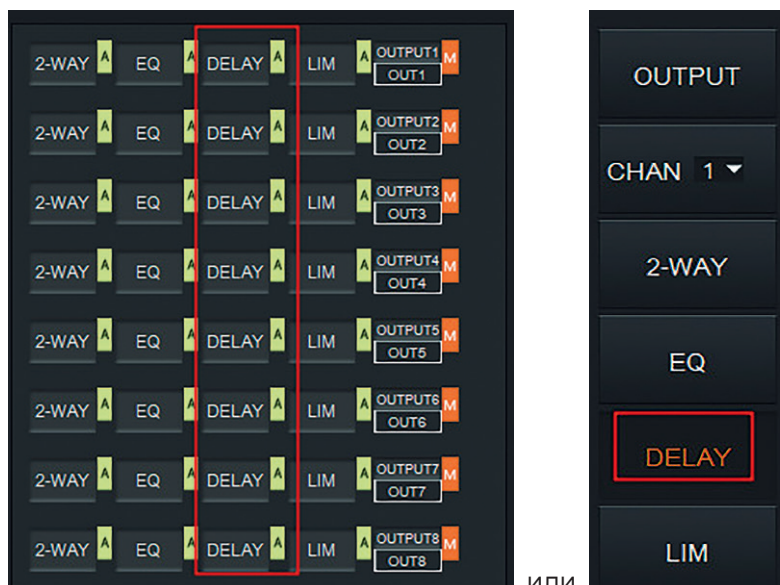 2-WAY A EQ A DELAY A LIM A OUTPUT1 M
OUT1
2-WAY A EQ A DELAY A LIM A OUTPUT2 M
OUT2
2-WAY A EQ A DELAY A LIM A OUTPUT3 M
OUT3
2-WAY A EQ A DELAY A LIM A OUTPUT4 M
OUT4
2-WAY A EQ A DELAY A LIM A OUTPUT5 M
OUT5
2-WAY A EQ A DELAY A LIM A OUTPUT6 M
OUT6
2-WAY A EQ A DELAY A LIM A OUTPUT7 M
OUT7
2-WAY A EQ A DELAY A LIM A OUTPUT8 M
OUT8
или
OUTPUT
CHAN 1
2-WAY
EQ
DELAY
LIM